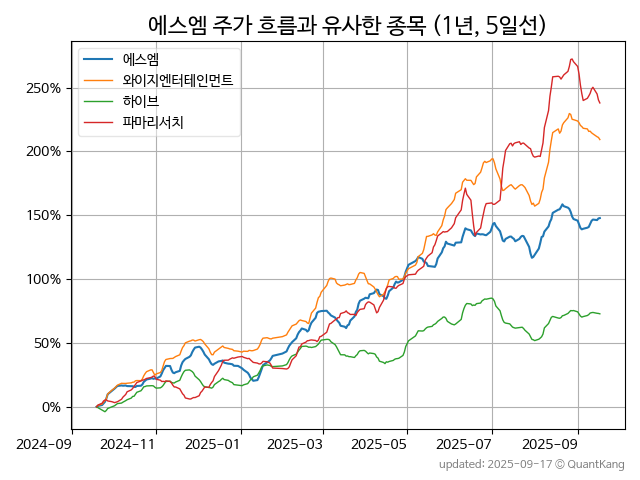 에스엠 주가 흐름과 유사한 종목 (1년, 5일선)
에스엠
와이지엔터테인먼트
하이브
파마리서치
250%
200%
150%
100%
50%
0%
2024-09 2024-11 2025-01 2025-03 2025-05 2025-07 2025-09
updated: 2025-09-17 © QuantKang